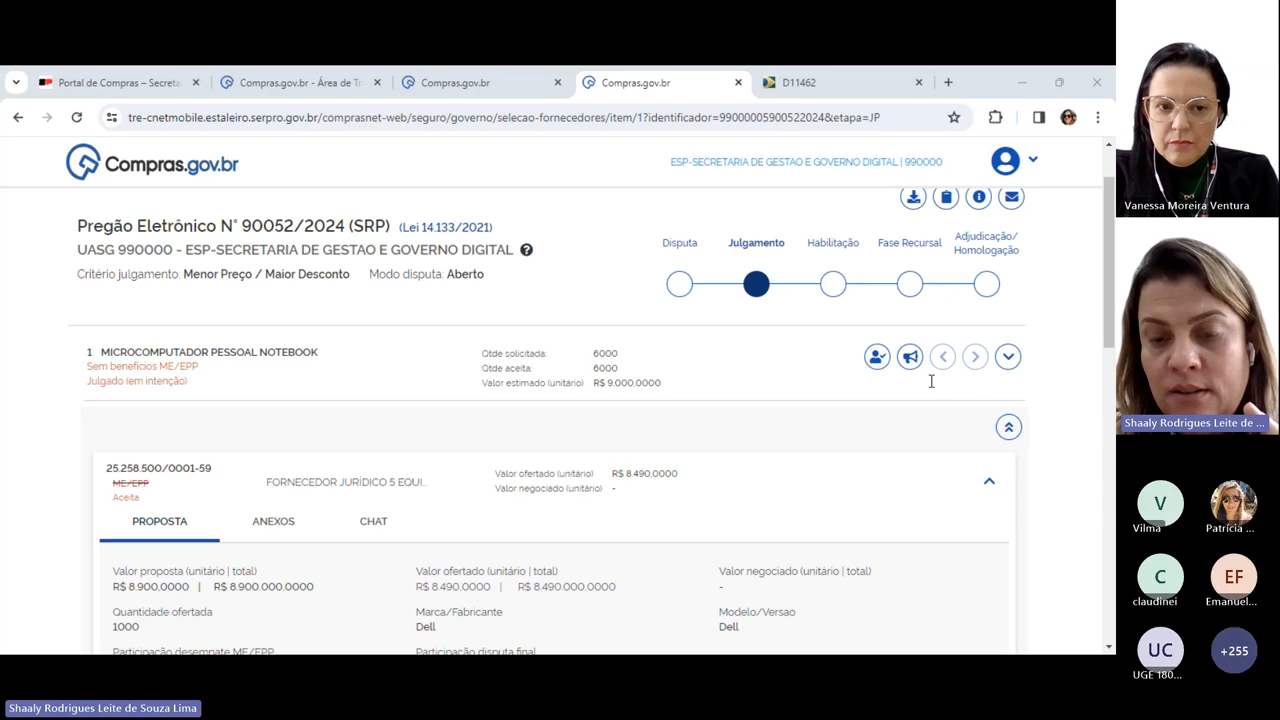 Portal de Compras – Secreta
Compras.gov.br - Área de Tr
Compras.gov.br
Compras.gov.br
D11462
tre-cnetmobile.estaleiro.serpro.gov.br/comprasnet-web/seguro/governo/selecao-fornecedores/item/1?identificador=99000005900522024&etapa=JP
Compras.gov.br
ESP-SECRETARIA DE GESTAO E GOVERNO DIGITAL | 990000
Pregão Eletrônico N° 90052/2024 (SRP) (Lei 14.133/2021)
UASG 990000 - ESP-SECRETARIA DE GESTAO E GOVERNO DIGITAL ?
Critério julgamento: Menor Preço / Maior Desconto Modo disputa: Aberto
Disputa
Julgamento
Habilitação
Fase Recursal
Adjudicação/
Homologação
1 MICROCOMPUTADOR PESSOAL NOTEBOOK
Sem benefícios ME/EPP
Julgado (em intenção)
Qtde solicitada: 6000
Qtde aceita: 6000
Valor estimado (unitário) R$ 9.000,0000
25.258.500/0001-59
ME/EPP
Aceita
FORNECEDOR JURÍDICO 5 EQUI...
Valor ofertado (unitário) R$ 8.490,0000
Valor negociado (unitário) -
PROPOSTA
ANEXOS
CHAT
Valor proposta (unitário | total)
R$ 8.900,0000 | R$ 8.900.000,0000
Valor ofertado (unitário | total)
R$ 8.490,0000 | R$ 8.490.000,0000
Valor negociado (unitário | total)
-
Quantidade ofertada
1000
Marca/Fabricante
Dell
Modelo/Versao
Dell
Participação desempate ME/EPP
Participação disputa final
Vanessa Moreira Ventura
Shaaly Rodrigues Leite de ...
V
Vilma
Patrícia ...
C
claudinei
EF
Emanuel...
UC
UGE 180...
+255
Shaaly Rodrigues Leite de Souza Lima